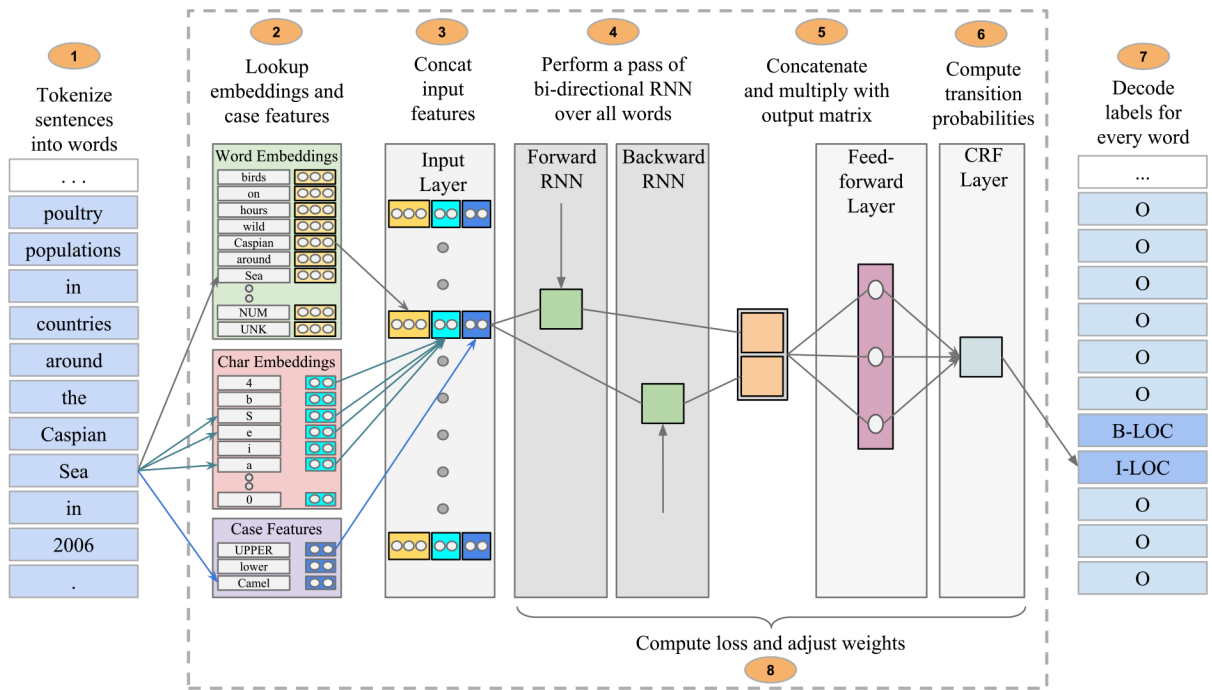 1
Tokenize
sentences
into words
. . .
poultry
populations
in
countries
around
the
Caspian
Sea
in
2006
.
2
Lookup
embeddings and
case features
Word Embeddings
birds
on
hours
wild
Caspian
around
Sea
NUM
UNK
Char Embeddings
4
b
S
e
i
a
0
Case Features
UPPER
lower
Camel
3
Concat
input
features
Input
Layer
4
Perform a pass of
bi-directional RNN
over all words
Forward
RNN
Backward
RNN
5
Concatenate
and multiply with
output matrix
Feed-
forward
Layer
6
Compute
transition
probabilities
CRF
Layer
7
Decode
labels for
every word
...
O
O
O
O
O
O
B-LOC
I-LOC
O
O
O
Compute loss and adjust weights
8